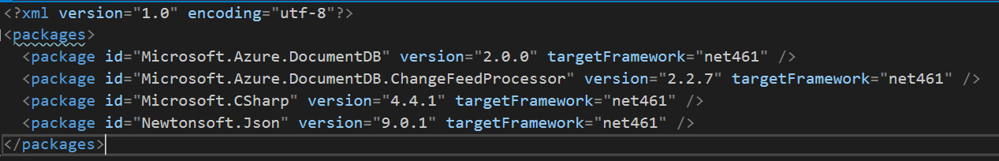 <?xml version="1.0" encoding="utf-8"?>
<packages>
  <package id="Microsoft.Azure.DocumentDB" version="2.0.0" targetFramework="net461" />
  <package id="Microsoft.Azure.DocumentDB.ChangeFeedProcessor" version="2.2.7" targetFramework="net461" />
  <package id="Microsoft.CSharp" version="4.4.1" targetFramework="net461" />
  <package id="Newtonsoft.Json" version="9.0.1" targetFramework="net461" />
</packages>